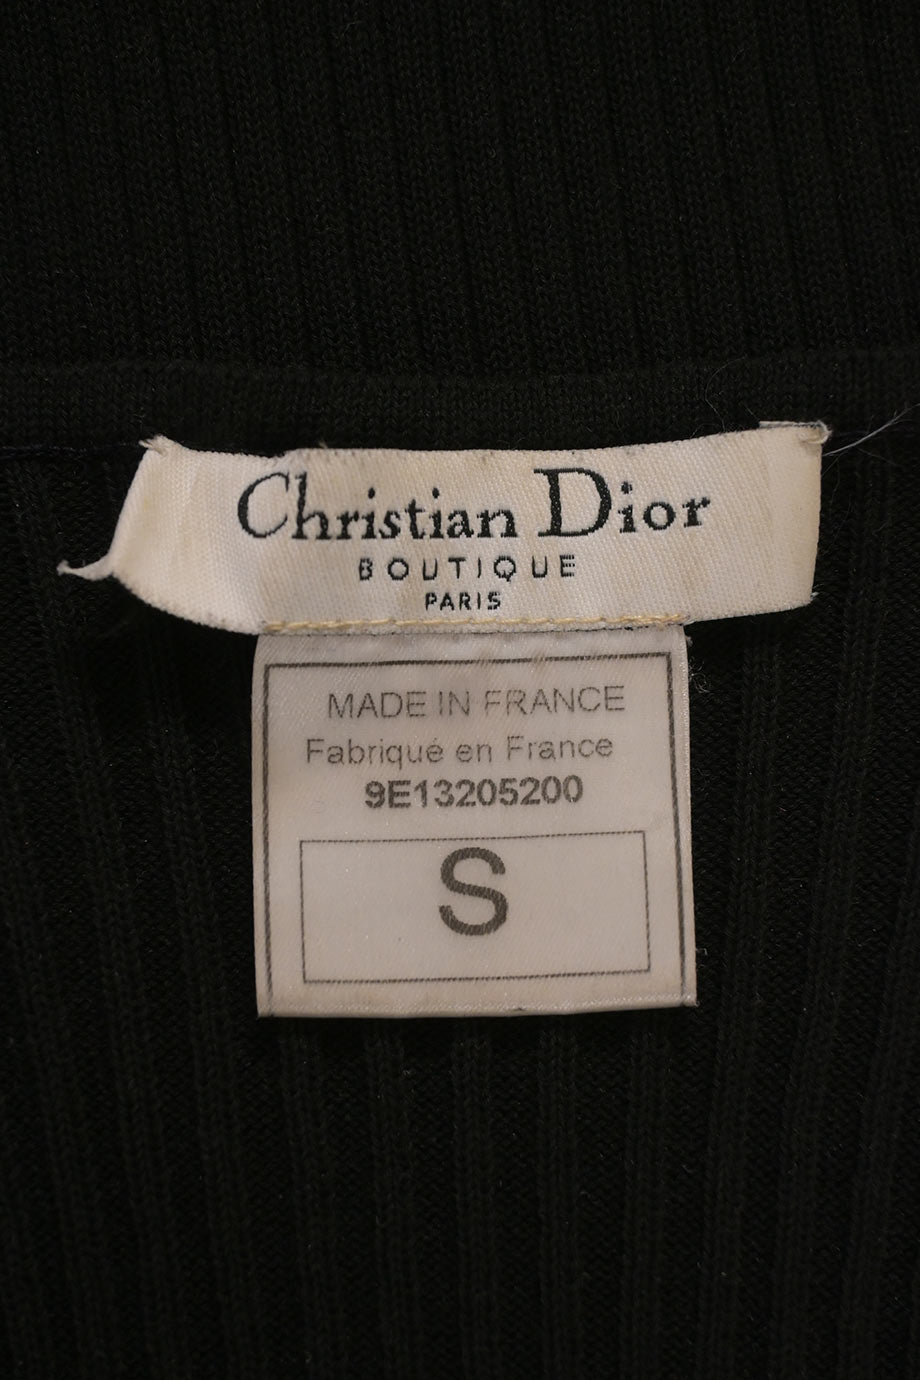 Christian Dior
BOUTIQUE
PARIS
MADE IN FRANCE
Fabriqué en France
9E13205200
S